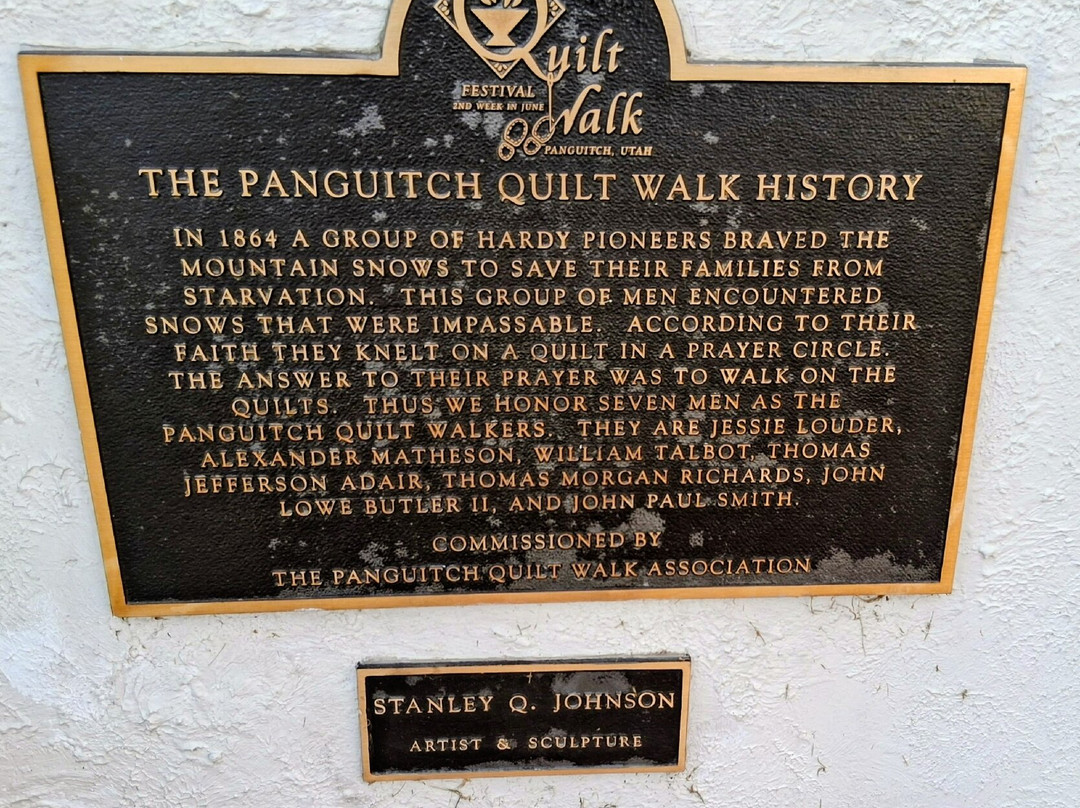 Quilt
FESTIVAL
2ND WEEK IN JUNE
Walk
PANGUITCH, UTAH
THE PANGUITCH QUILT WALK HISTORY
IN 1864 A GROUP OF HARDY PIONEERS BRAVED THE
MOUNTAIN SNOWS TO SAVE THEIR FAMILIES FROM
STARVATION. THIS GROUP OF MEN ENCOUNTERED
SNOWS THAT WERE IMPASSABLE. ACCORDING TO THEIR
FAITH THEY KNELT ON A QUILT IN A PRAYER CIRCLE.
THE ANSWER TO THEIR PRAYER WAS TO WALK ON THE
QUILTS. THUS WE HONOR SEVEN MEN AS THE
PANGUITCH QUILT WALKERS. THEY ARE JESSIE LOUDER,
ALEXANDER MATHESON, WILLIAM TALBOT, THOMAS
JEFFERSON ADAIR, THOMAS MORGAN RICHARDS, JOHN
LOWE BUTLER II, AND JOHN PAUL SMITH.
COMMISSIONED BY
THE PANGUITCH QUILT WALK ASSOCIATION
STANLEY Q. JOHNSON
ARTIST & SCULPTURE